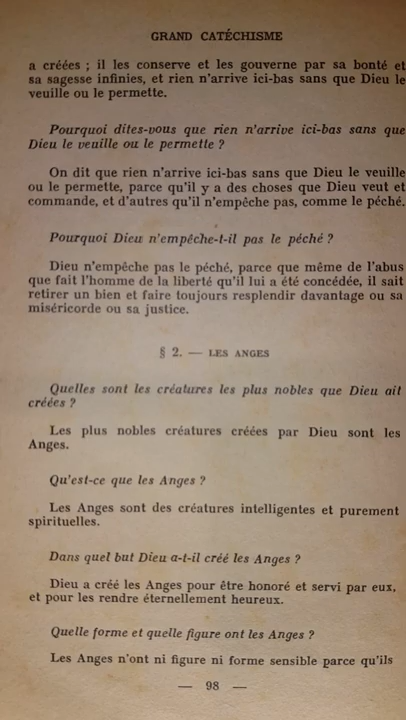 GRAND CATÉCHISME
a créées ; il les conserve et les gouverne par sa bonté et
sa sagesse infinies, et rien n'arrive ici-bas sans que Dieu le
veuille ou le permette.
Pourquoi dites-vous que rien n'arrive ici-bas sans que
Dieu le veuille ou le permette ?
On dit que rien n'arrive ici-bas sans que Dieu le veuille
ou le permette, parce qu'il y a des choses que Dieu veut et
commande, et d'autres qu'il n'empêche pas, comme le péché.
Pourquoi Dieu n'empêche-t-il pas le péché ?
Dieu n'empêche pas le péché, parce que même de l'abus
que fait l'homme de la liberté qu'il lui a été concédée, il sait
retirer un bien et faire toujours resplendir davantage ou sa
miséricorde ou sa justice.
§ 2. — LES ANGES
Quelles sont les créatures les plus nobles que Dieu ait
créées ?
Les plus nobles créatures créées par Dieu sont les
Anges.
Qu'est-ce que les Anges ?
Les Anges sont des créatures intelligentes et purement
spirituelles.
Dans quel but Dieu a-t-il créé les Anges ?
Dieu a créé les Anges pour être honoré et servi par eux,
et pour les rendre éternellement heureux.
Quelle forme et quelle figure ont les Anges ?
Les Anges n'ont ni figure ni forme sensible parce qu'ils
— 98 —